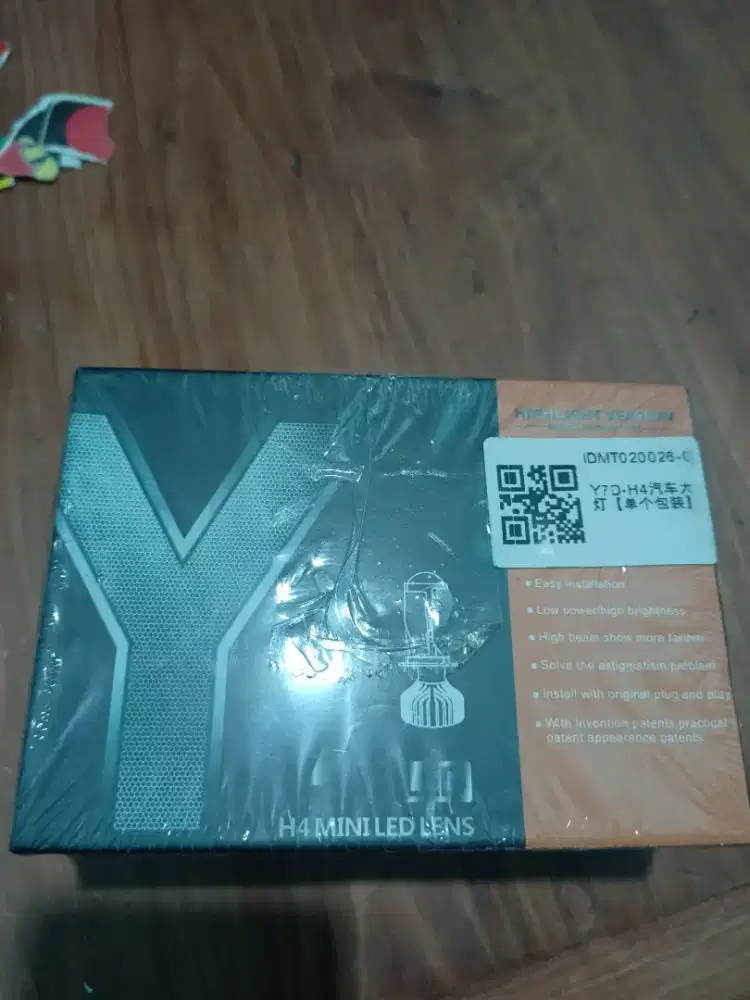 Y
HIGHLIGHT VERSION
IDMT020026-
Y7D-H4汽车大
灯【单个包装】
• Easy installation
• Low power/high brightness
• High beam show more farther
• Solve the astigmatism problem
• Install with original plug and play
• With invention patents,practical
patent appearance patents
H4 MINI LED LENS